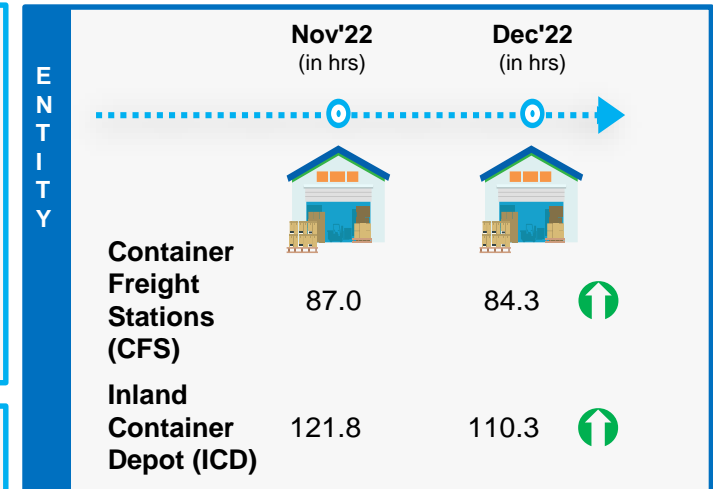 Nov'22 Dec'22
(in hrs) (in hrs)
E
N
T
I
T
Y
Container
Freight
Stations
(CFS)
87.0 84.3
Inland
Container
Depot (ICD)
121.8 110.3